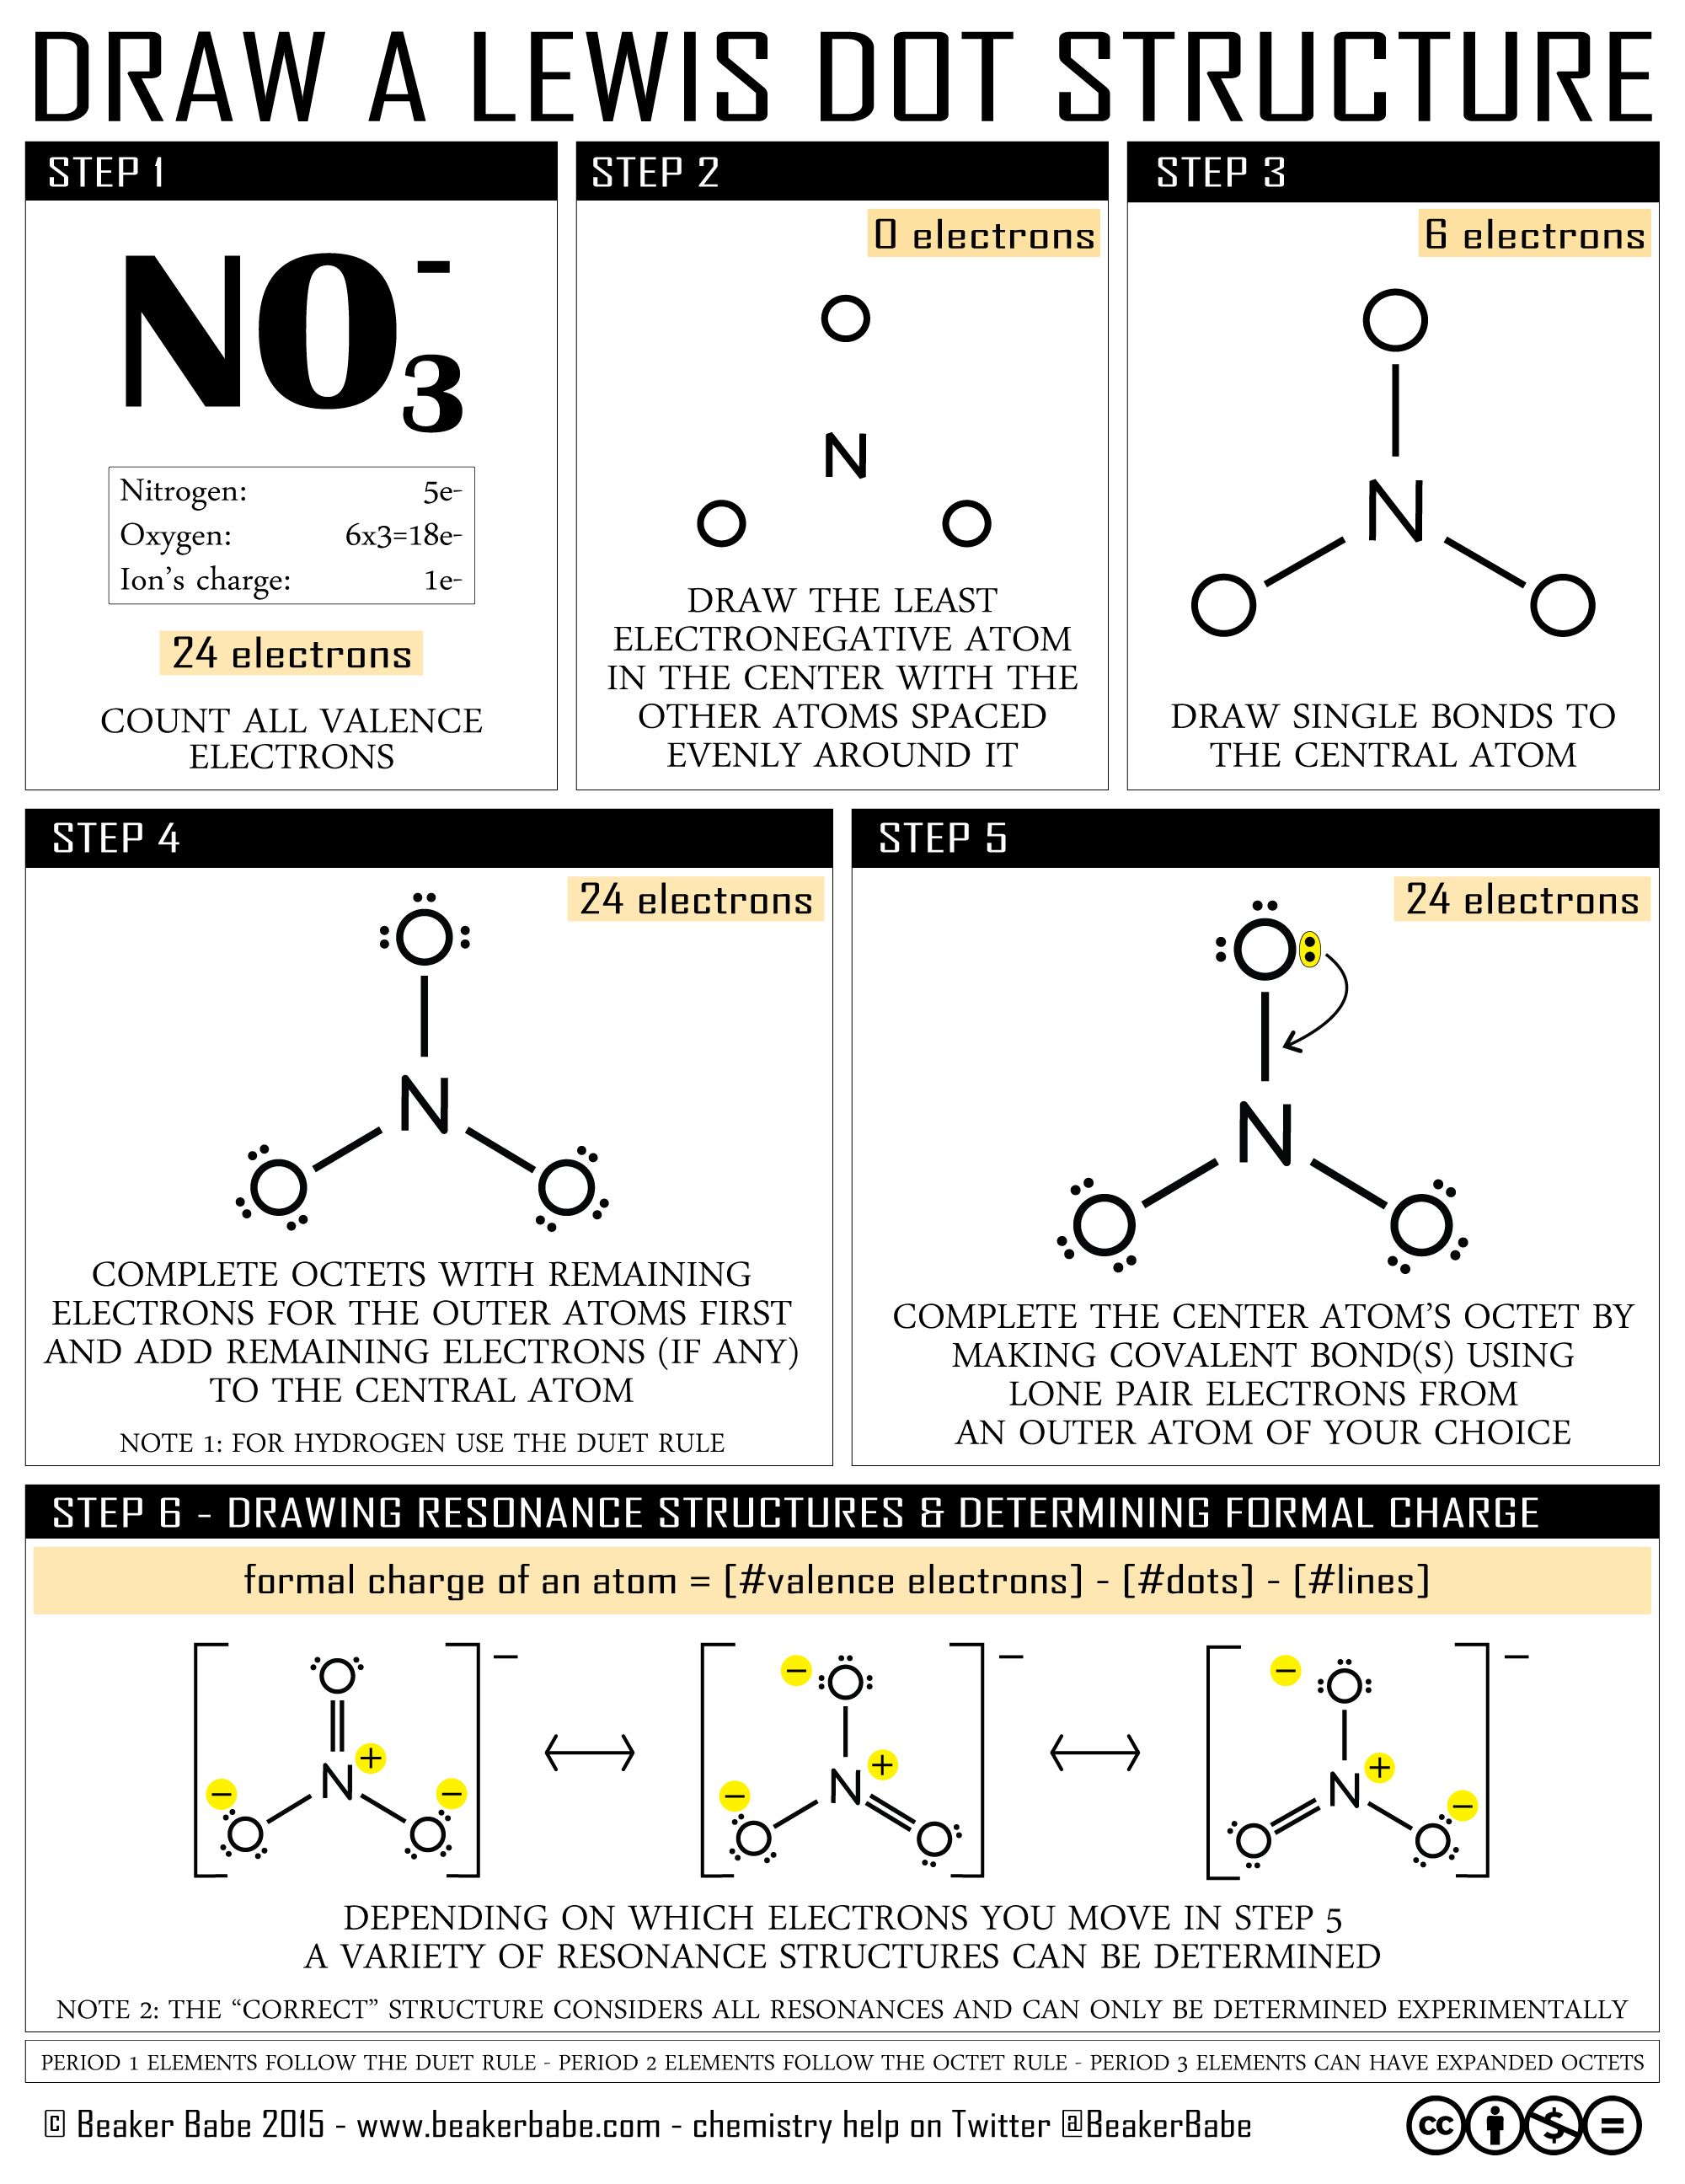 DRAW A LEWIS DOT STRUCTURE
STEP 1
NO3-
Nitrogen: 5e-
Oxygen: 6x3=18e-
Ion's charge: 1e-
24 electrons
COUNT ALL VALENCE
ELECTRONS
STEP 2
0 electrons
O
N
O O
DRAW THE LEAST
ELECTRONEGATIVE ATOM
IN THE CENTER WITH THE
OTHER ATOMS SPACED
EVENLY AROUND IT
STEP 3
6 electrons
O
N
O O
DRAW SINGLE BONDS TO
THE CENTRAL ATOM
STEP 4
24 electrons
O
N
O O
COMPLETE OCTETS WITH REMAINING
ELECTRONS FOR THE OUTER ATOMS FIRST
AND ADD REMAINING ELECTRONS (IF ANY)
TO THE CENTRAL ATOM
NOTE 1: FOR HYDROGEN USE THE DUET RULE
STEP 5
24 electrons
O
N
O O
COMPLETE THE CENTER ATOM'S OCTET BY
MAKING COVALENT BOND(S) USING
LONE PAIR ELECTRONS FROM
AN OUTER ATOM OF YOUR CHOICE
STEP 6 - DRAWING RESONANCE STRUCTURES & DETERMINING FORMAL CHARGE
formal charge of an atom = [#valence electrons] - [#dots] - [#lines]
O
N +
− O O −
−
− O
N +
− O O
−
− O
N +
O O −
−
DEPENDING ON WHICH ELECTRONS YOU MOVE IN STEP 5
A VARIETY OF RESONANCE STRUCTURES CAN BE DETERMINED
NOTE 2: THE “CORRECT” STRUCTURE CONSIDERS ALL RESONANCES AND CAN ONLY BE DETERMINED EXPERIMENTALLY
PERIOD 1 ELEMENTS FOLLOW THE DUET RULE - PERIOD 2 ELEMENTS FOLLOW THE OCTET RULE - PERIOD 3 ELEMENTS CAN HAVE EXPANDED OCTETS
© Beaker Babe 2015 - www.beakerbabe.com - chemistry help on Twitter @BeakerBabe
cc $ =